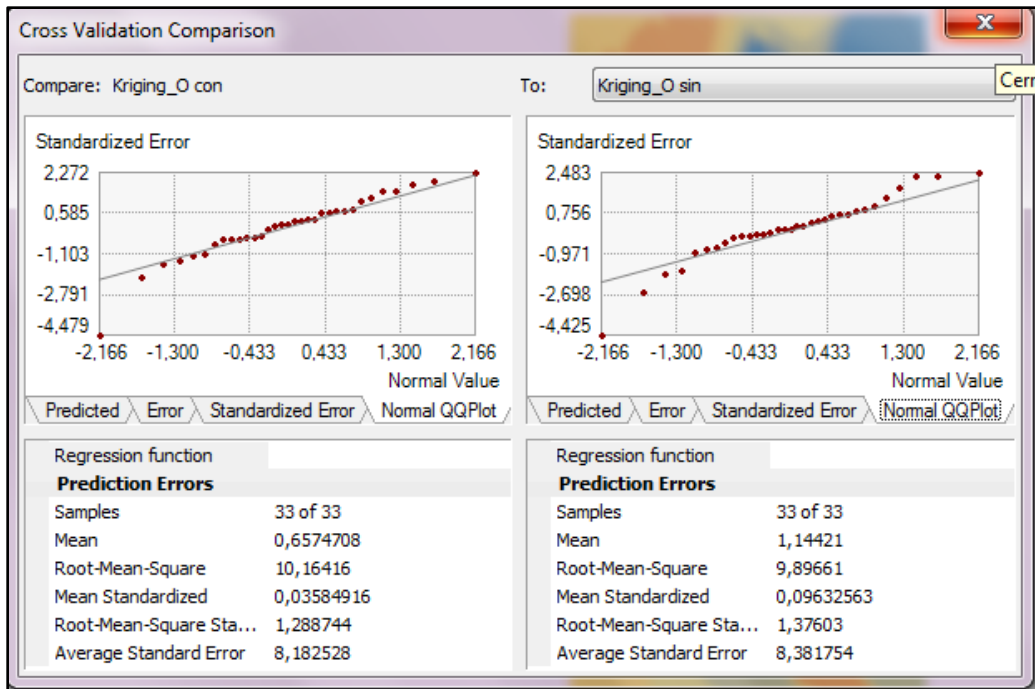 Cross Validation Comparison
Compare: Kriging_O con
To: Kriging_O sin
Standardized Error
2,272
0,585
-1,103
-2,791
-4,479
-2,166 -1,300 -0,433 0,433 1,300 2,166
Normal Value
Predicted Error Standardized Error Normal QQPlot
Standardized Error
2,483
0,756
-0,971
-2,698
-4,425
-2,166 -1,300 -0,433 0,433 1,300 2,166
Normal Value
Predicted Error Standardized Error Normal QQPlot
Regression function
Prediction Errors
Samples 33 of 33
Mean 0,6574708
Root-Mean-Square 10,16416
Mean Standardized 0,03584916
Root-Mean-Square Sta... 1,288744
Average Standard Error 8,182528
Regression function
Prediction Errors
Samples 33 of 33
Mean 1,14421
Root-Mean-Square 9,89661
Mean Standardized 0,09632563
Root-Mean-Square Sta... 1,37603
Average Standard Error 8,381754